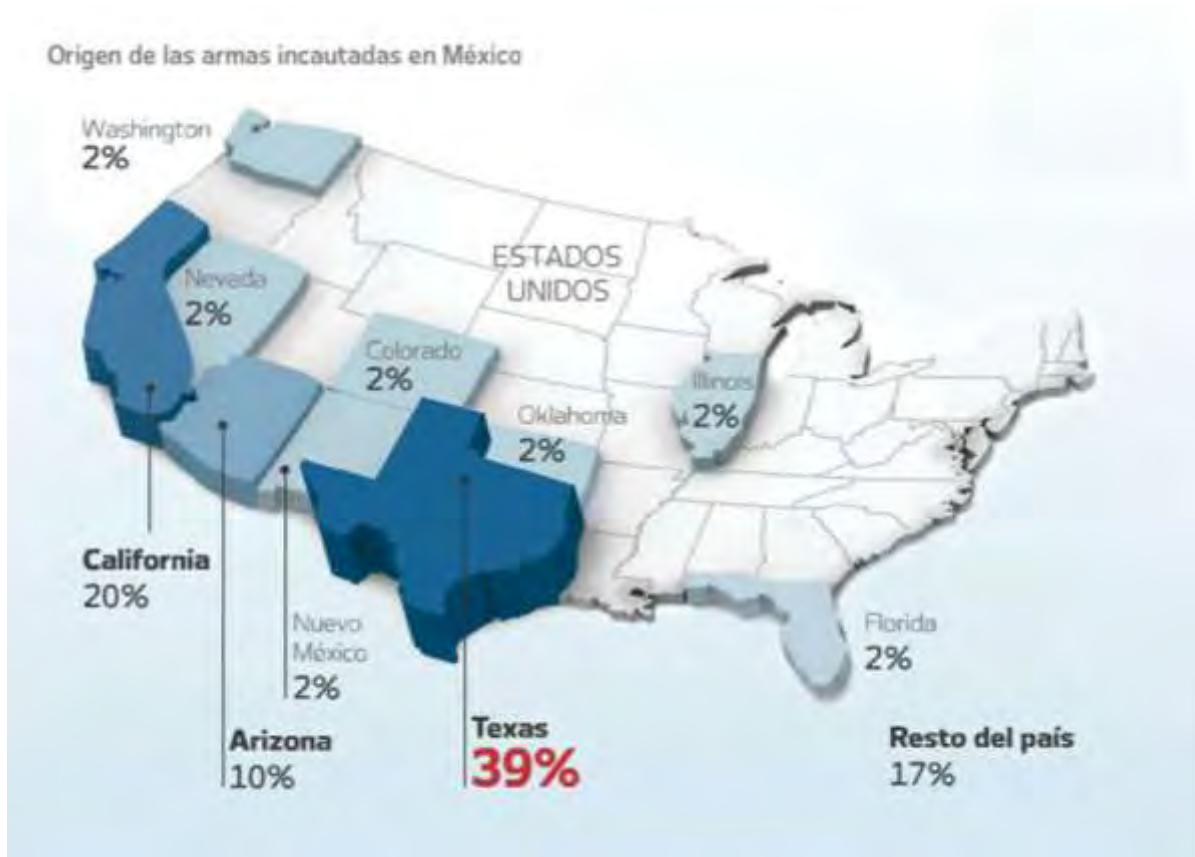 Origen de las armas incautadas en México
Washington
2%
Nevada
2%
ESTADOS
UNIDOS
Colorado
2%
Illinois
2%
Oklahoma
2%
California
20%
Nuevo
México
2%
Arizona
10%
Texas
39%
Florida
2%
Resto del país
17%